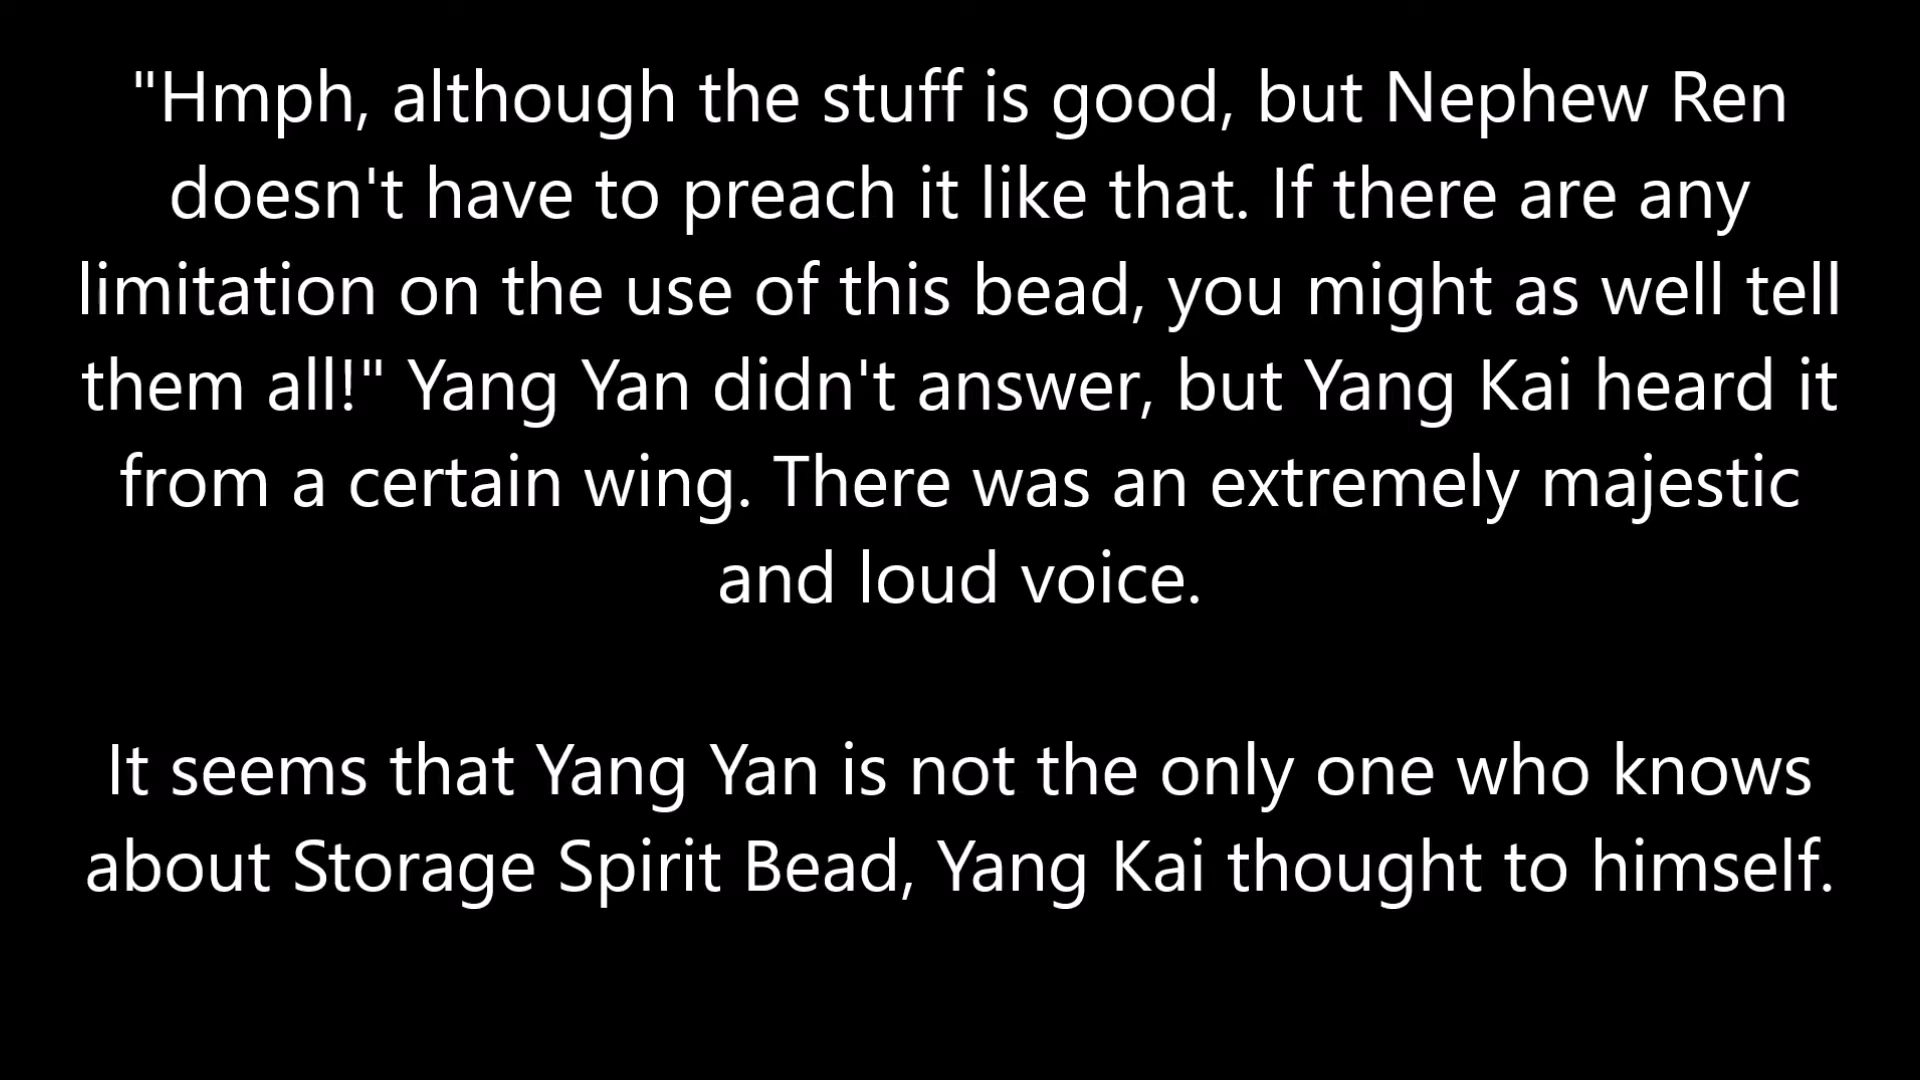 "Hmph, although the stuff is good, but Nephew Ren
doesn't have to preach it like that. If there are any
limitation on the use of this bead, you might as well tell
them all!" Yang Yan didn't answer, but Yang Kai heard it
from a certain wing. There was an extremely majestic
and loud voice.
It seems that Yang Yan is not the only one who knows
about Storage Spirit Bead, Yang Kai thought to himself.